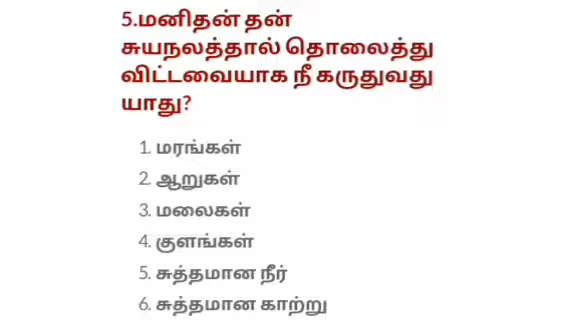 5.மனிதன் தன்
சுயநலத்தால் தொலைத்து
விட்டவையாக நீ கருதுவது
யாது?
1. மரங்கள்
2. ஆறுகள்
3. மலைகள்
4. குளங்கள்
5. சுத்தமான நீர்
6. சுத்தமான காற்று